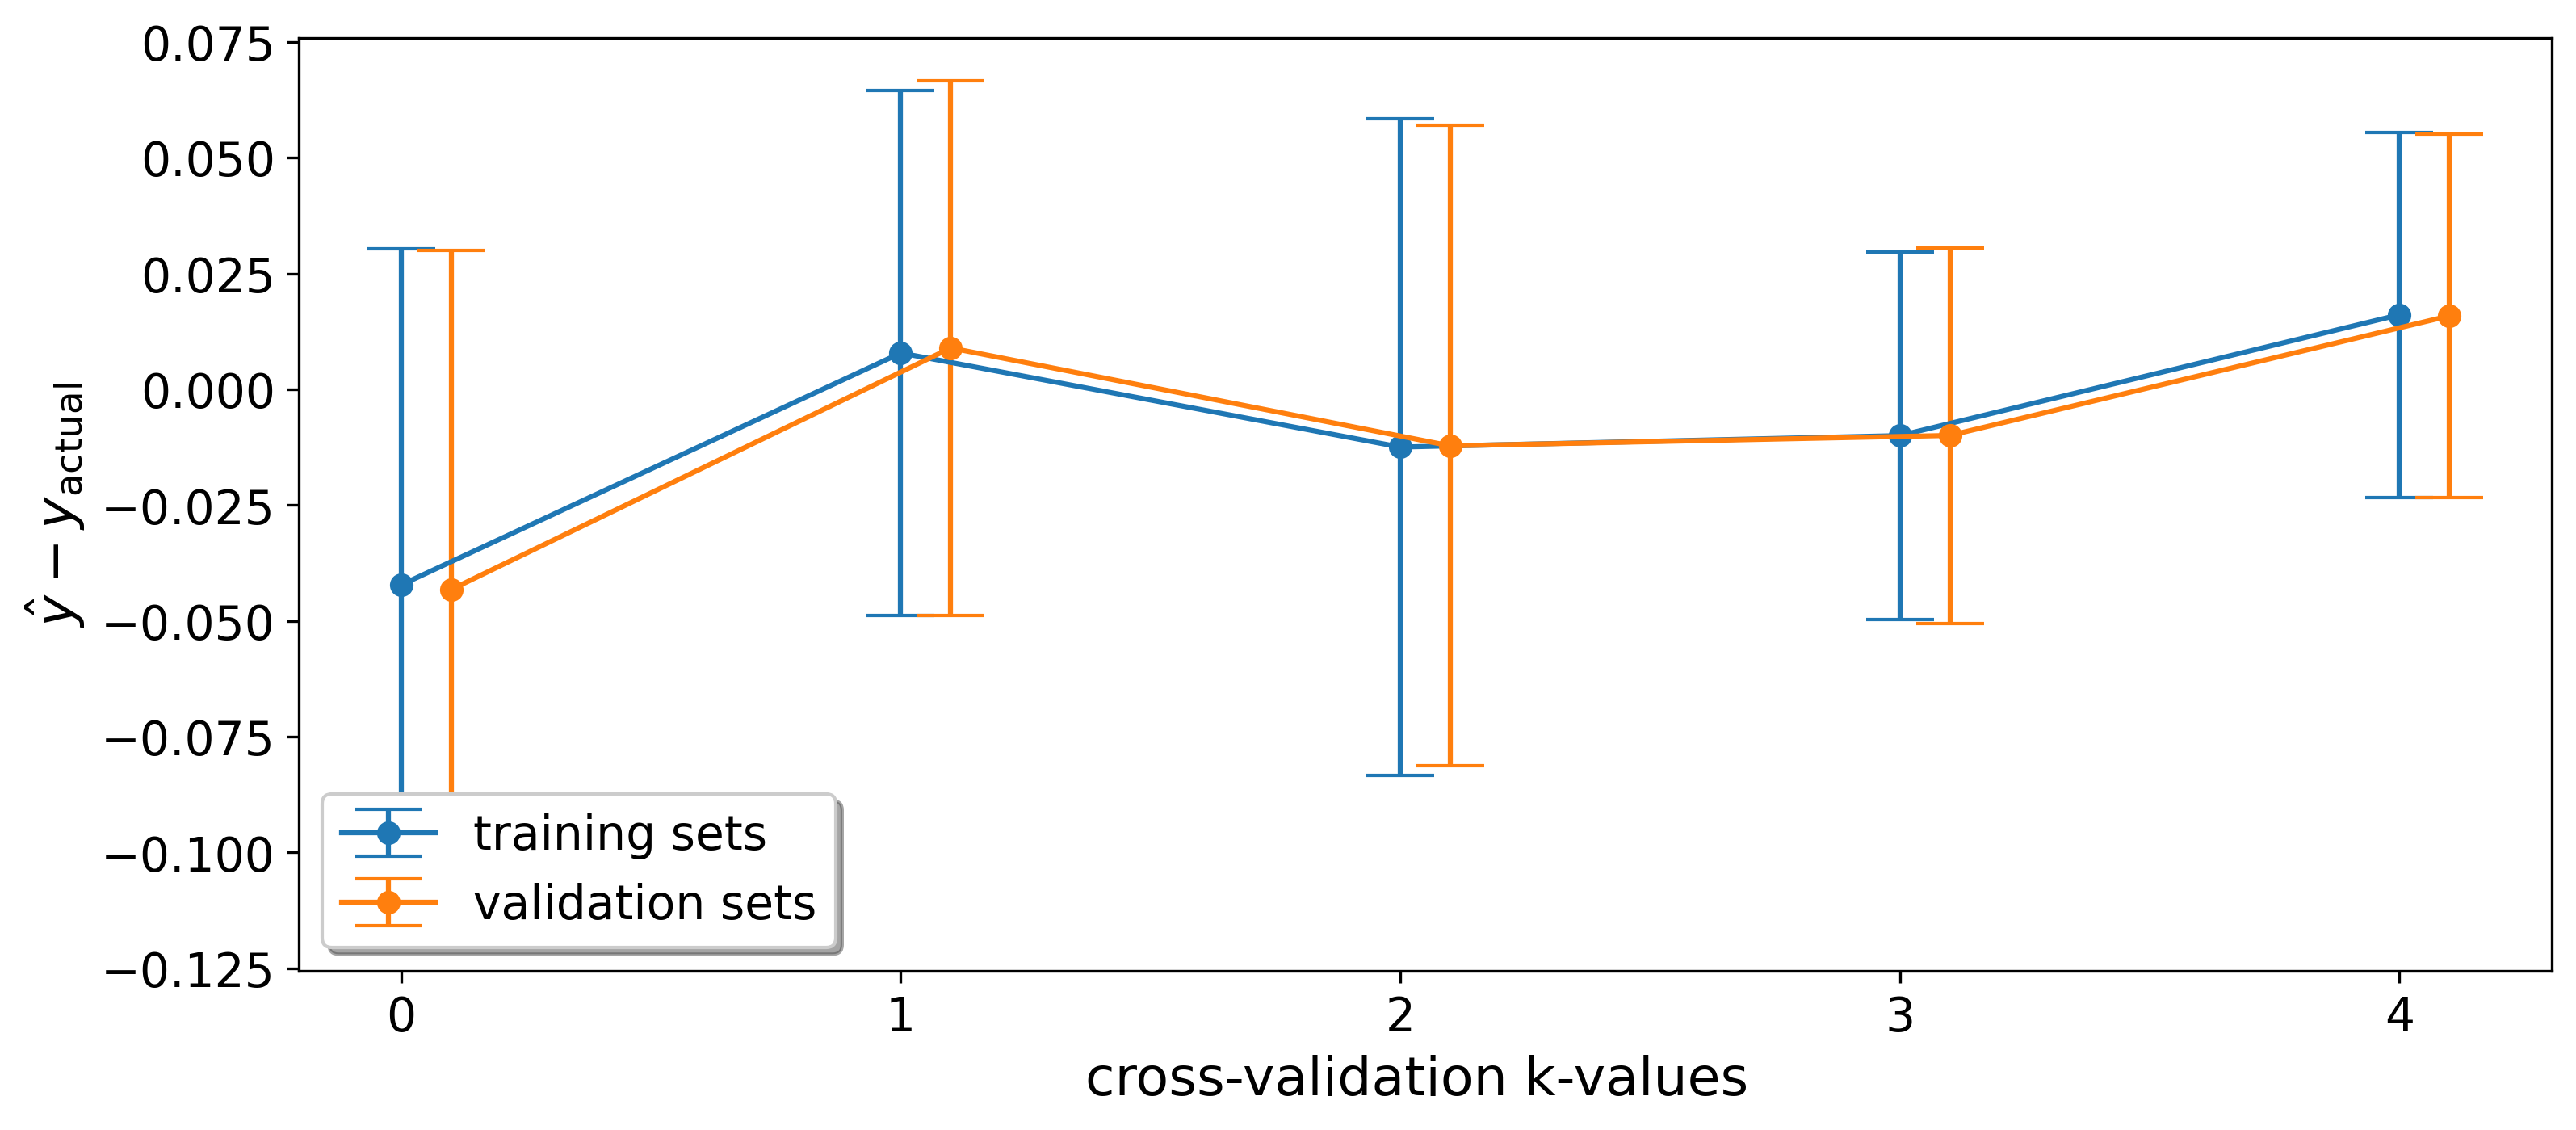 0.075
0.050
0.025
0.000
−0.025
−0.050
−0.075
−0.100
−0.125
ŷ − y_actual
training sets
validation sets
0 1 2 3 4
cross-validation k-values